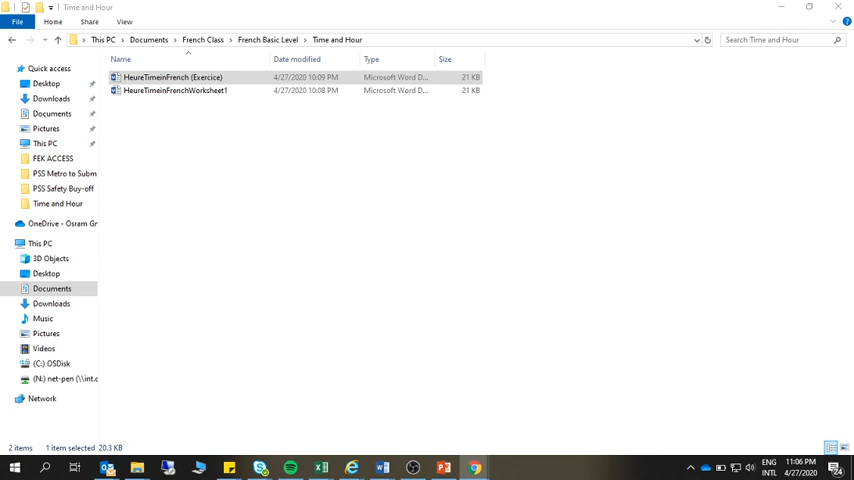 Time and Hour
File Home Share View
This PC Documents French Class French Basic Level Time and Hour
Search Time and Hour
Name Date modified Type Size
HeureTimeinFrench (Exercice) 4/27/2020 10:09 PM Microsoft Word D... 21 KB
HeureTimeinFrenchWorksheet1 4/27/2020 10:08 PM Microsoft Word D... 21 KB
Quick access
Desktop
Downloads
Documents
Pictures
This PC
FEK ACCESS
PSS Metro to Subm
PSS Safety Buy-off
Time and Hour
OneDrive - Osram Gr
This PC
3D Objects
Desktop
Documents
Downloads
Music
Pictures
Videos
(C:) OSDisk
(N:) net-pen (\\int.o
Network
2 items 1 item selected 20.3 KB
ENG 11:06 PM
INTL 4/27/2020
24